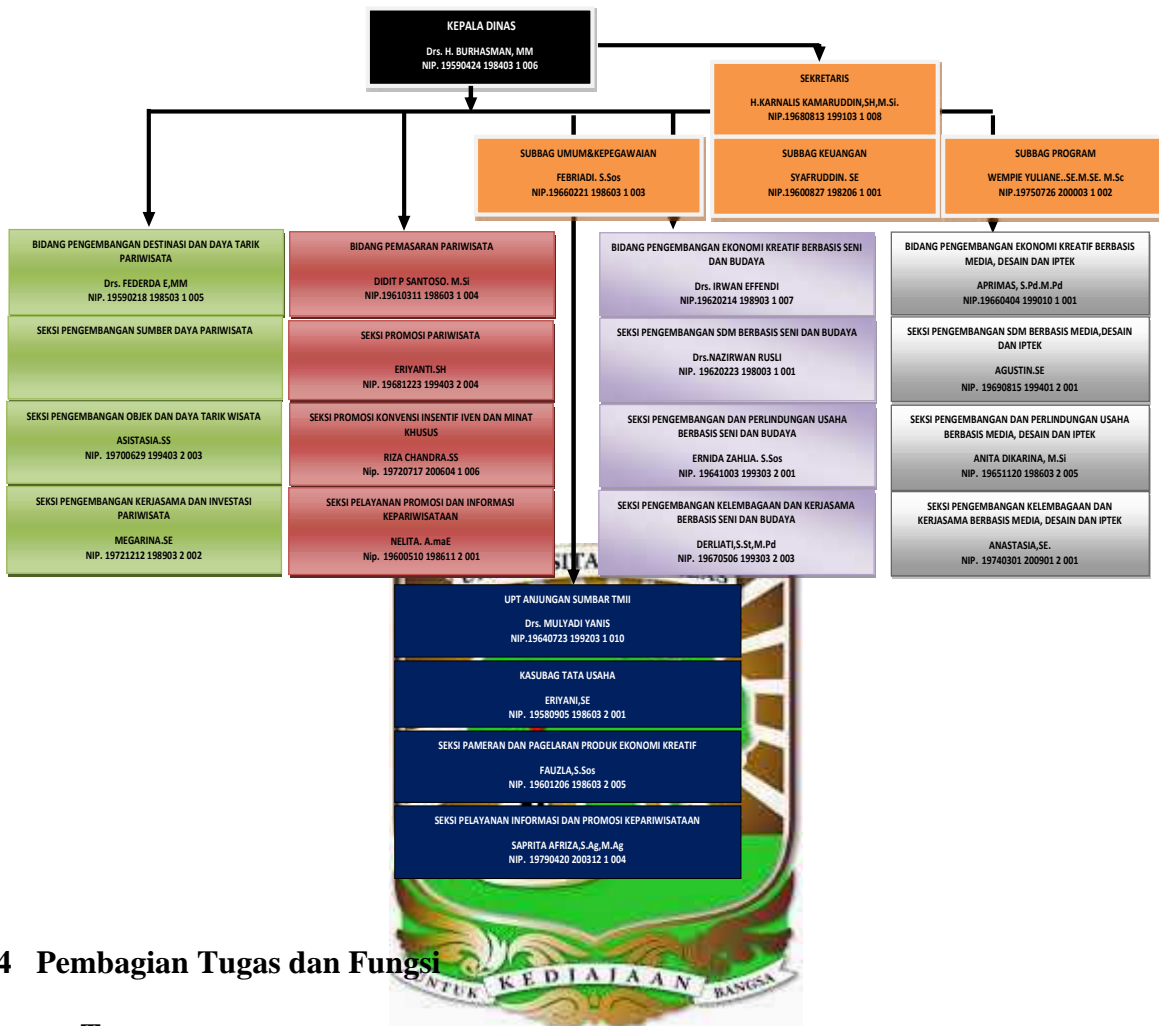 KEPALA DINAS
Drs. H. BURHASMAN, MM
NIP. 19590424 198403 1 006
SEKRETARIS
H.KARNALIS KAMARUDDIN,SH,M.Si.
NIP.19680813 199103 1 008
SUBBAG UMUM&KEPEGAWAIAN
FEBRIADI. S.Sos
NIP.19660221 198603 1 003
SUBBAG KEUANGAN
SYAFRUDDIN. SE
NIP.19600827 198206 1 001
SUBBAG PROGRAM
WEMPIE YULIANE..SE.M.SE. M.Sc
NIP.19750726 200003 1 002
BIDANG PENGEMBANGAN DESTINASI DAN DAYA TARIK
PARIWISATA
Drs. FEDERDA E,MM
NIP. 19590218 198503 1 005
SEKSI PENGEMBANGAN SUMBER DAYA PARIWISATA
SEKSI PENGEMBANGAN OBJEK DAN DAYA TARIK WISATA
ASISTASIA.SS
NIP. 19700629 199403 2 003
SEKSI PENGEMBANGAN KERJASAMA DAN INVESTASI
PARIWISATA
MEGARINA.SE
NIP. 19721212 198903 2 002
BIDANG PEMASARAN PARIWISATA
DIDIT P SANTOSO. M.Si
NIP.19610311 198603 1 004
SEKSI PROMOSI PARIWISATA
ERIYANTI.SH
NIP. 19681223 199403 2 004
SEKSI PROMOSI KONVENSI INSENTIF IVEN DAN MINAT
KHUSUS
RIZA CHANDRA.SS
Nip. 19720717 200604 1 006
SEKSI PELAYANAN PROMOSI DAN INFORMASI
KEPARIWISATAAN
NELITA. A.maE
Nip. 19600510 198611 2 001
BIDANG PENGEMBANGAN EKONOMI KREATIF BERBASIS SENI
DAN BUDAYA
Drs. IRWAN EFFENDI
NIP.19620214 198903 1 007
SEKSI PENGEMBANGAN SDM BERBASIS SENI DAN BUDAYA
Drs.NAZIRWAN RUSLI
NIP. 19620223 198003 1 001
SEKSI PENGEMBANGAN DAN PERLINDUNGAN USAHA
BERBASIS SENI DAN BUDAYA
ERNIDA ZAHLIA. S.Sos
NIP. 19641003 199303 2 001
SEKSI PENGEMBANGAN KELEMBAGAAN DAN KERJASAMA
BERBASIS SENI DAN BUDAYA
DERLIATI,S.St,M.Pd
NIP. 19670506 199303 2 003
BIDANG PENGEMBANGAN EKONOMI KREATIF BERBASIS
MEDIA, DESAIN DAN IPTEK
APRIMAS, S.Pd.M.Pd
NIP.19660404 199010 1 001
SEKSI PENGEMBANGAN SDM BERBASIS MEDIA,DESAIN
DAN IPTEK
AGUSTIN.SE
NIP. 19690815 199401 2 001
SEKSI PENGEMBANGAN DAN PERLINDUNGAN USAHA
BERBASIS MEDIA, DESAIN DAN IPTEK
ANITA DIKARINA, M.Si
NIP. 19651120 198603 2 005
SEKSI PENGEMBANGAN KELEMBAGAAN DAN
KERJASAMA BERBASIS MEDIA, DESAIN DAN IPTEK
ANASTASIA,SE.
NIP. 19740301 200901 2 001
UPT ANJUNGAN SUMBAR TMII
Drs. MULYADI YANIS
NIP.19640723 199203 1 010
KASUBAG TATA USAHA
ERIYANI,SE
NIP. 19580905 198603 2 001
SEKSI PAMERAN DAN PAGELARAN PRODUK EKONOMI KREATIF
FAUZLA,S.Sos
NIP. 19601206 198603 2 005
SEKSI PELAYANAN INFORMASI DAN PROMOSI KEPARIWISATAAN
SAPRITA AFRIZA,S.Ag,M.Ag
NIP. 19790420 200312 1 004
4 Pembagian Tugas dan Fungsi
UNTUK KEDJAJAAN BANGSA